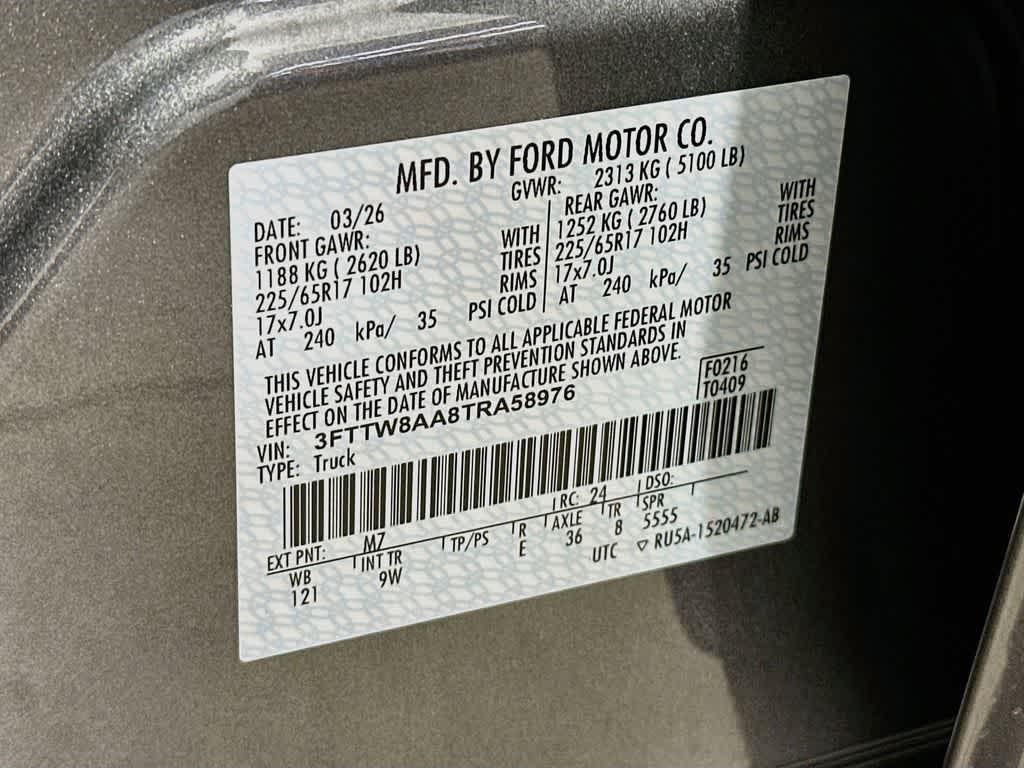 MFD. BY FORD MOTOR CO.
DATE: 03/26 GVWR: 2313 KG ( 5100 LB)
FRONT GAWR: REAR GAWR:
1188 KG ( 2620 LB) WITH 1252 KG ( 2760 LB) WITH
225/65R17 102H TIRES 225/65R17 102H TIRES
17x7.0J RIMS 17x7.0J RIMS
AT 240 kPa/ 35 PSI COLD AT 240 kPa/ 35 PSI COLD
THIS VEHICLE CONFORMS TO ALL APPLICABLE FEDERAL MOTOR
VEHICLE SAFETY AND THEFT PREVENTION STANDARDS IN
EFFECT ON THE DATE OF MANUFACTURE SHOWN ABOVE.
VIN: 3FTTW8AA8TRA58976 F0216
TYPE: Truck T0409
EXT PNT: M7 RC: 24 DSO:
WB INT TR TP/PS R AXLE TR SPR
121 9W E 36 8 5555
UTC ▽ RU5A-1520472-AB